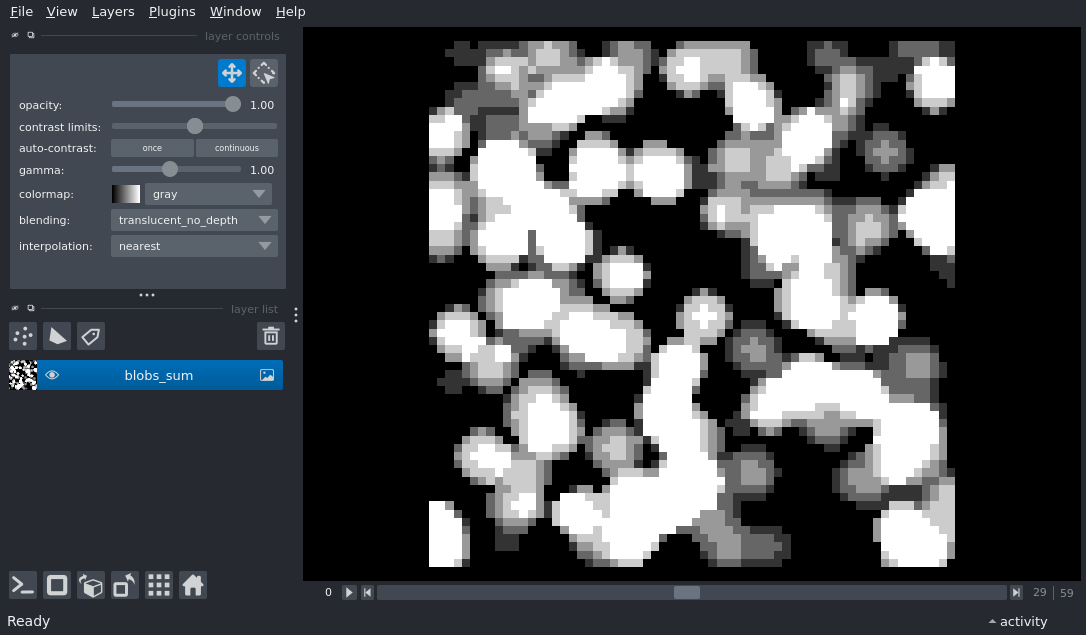 File View Layers Plugins Window Help
layer controls
opacity: 1.00
contrast limits:
auto-contrast: once continuous
gamma: 1.00
colormap: gray
blending: translucent_no_depth
interpolation: nearest
layer list
blobs_sum
0 29 59
Ready activity